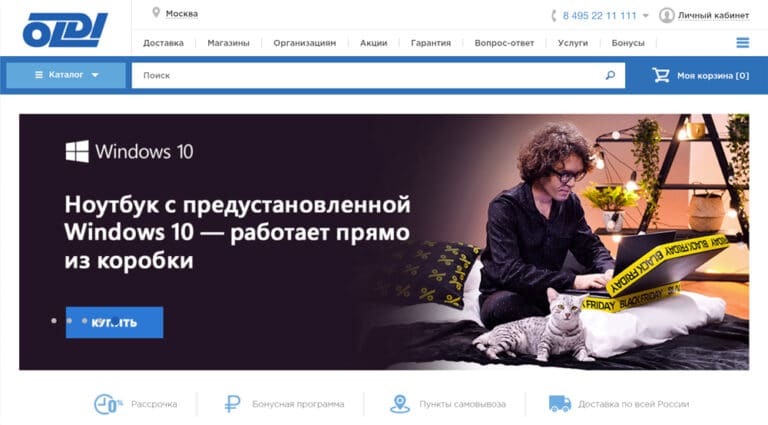 OLDI
Москва
8 495 22 11 111
Личный кабинет
Доставка
Магазины
Организациям
Акции
Гарантия
Вопрос-ответ
Услуги
Бонусы
Каталог
Поиск
Моя корзина [0]
Windows 10
Ноутбук с предустановленной
Windows 10 — работает прямо
из коробки
BLACK FRIDAY
FRIDAY
BLACK FRIDAY
КУПИТЬ
0%
Рассрочка
₽
Бонусная программа
Пункты самовывоза
Доставка по всей России